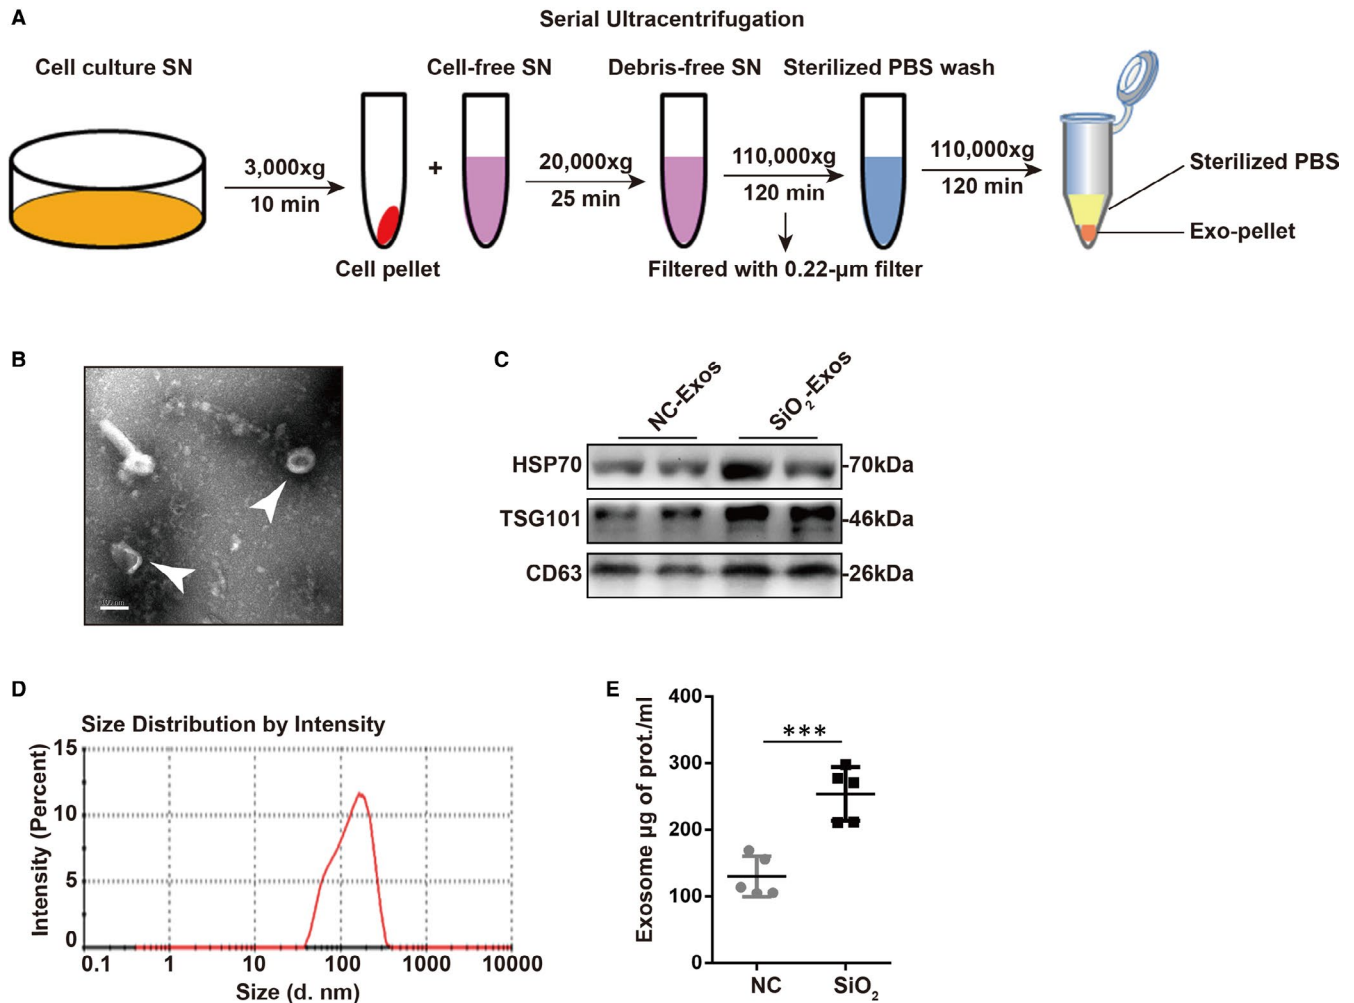 A
Serial Ultracentrifugation
Cell culture SN
Cell-free SN
Debris-free SN
Sterilized PBS wash
3,000xg
10 min
+
20,000xg
25 min
110,000xg
120 min
110,000xg
120 min
Sterilized PBS
Exo-pellet
Cell pellet
Filtered with 0.22-µm filter
B
C
NC-Exos
SiO2-Exos
HSP70
-70kDa
TSG101
-46kDa
CD63
-26kDa
D
Size Distribution by Intensity
Intensity (Percent)
15
10
5
0
0.1 1 10 100 1000 10000
Size (d. nm)
E
Exosome µg of prot./ml
400
300
200
100
0
***
NC SiO2